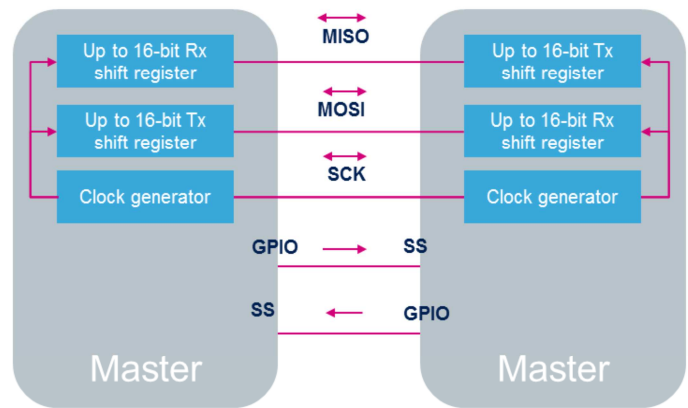 MISO
Up to 16-bit Rx
shift register
Up to 16-bit Tx
shift register
MOSI
Up to 16-bit Tx
shift register
Up to 16-bit Rx
shift register
SCK
Clock generator
Clock generator
GPIO
SS
SS
GPIO
Master
Master